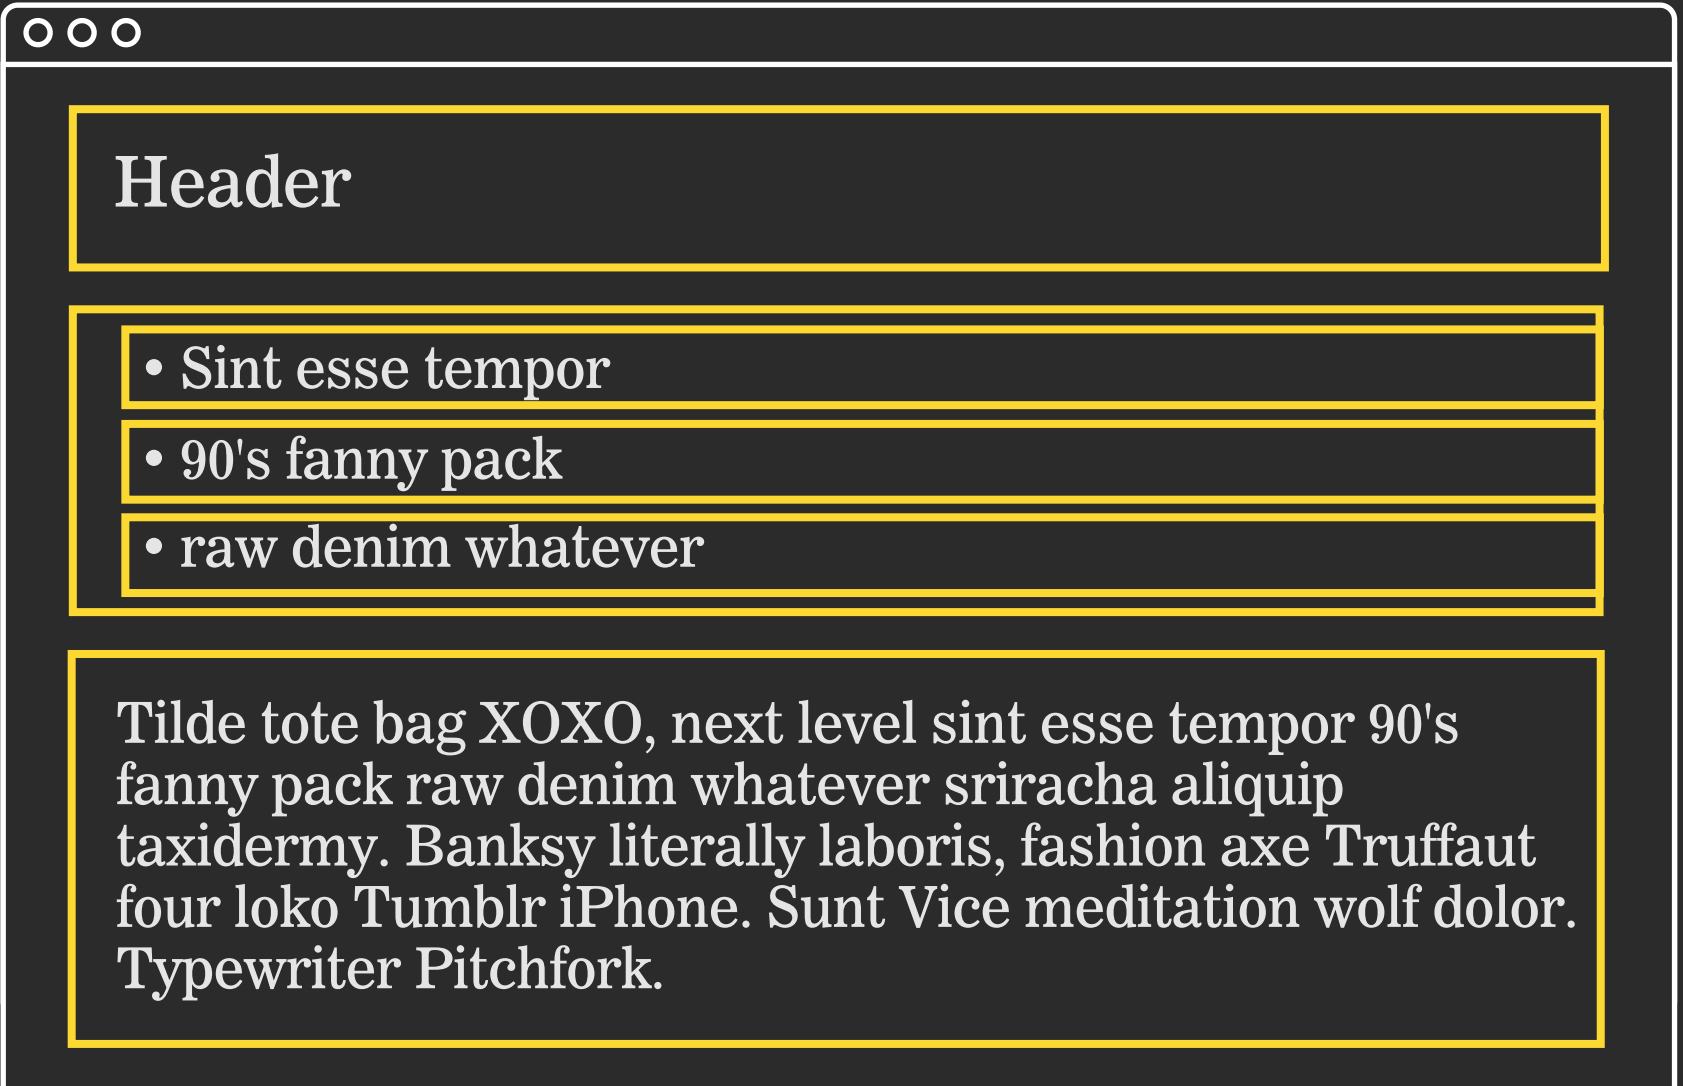 Header
• Sint esse tempor
• 90's fanny pack
• raw denim whatever
Tilde tote bag XOXO, next level sint esse tempor 90's
fanny pack raw denim whatever sriracha aliquip
taxidermy. Banksy literally laboris, fashion axe Truffaut
four loko Tumblr iPhone. Sunt Vice meditation wolf dolor.
Typewriter Pitchfork.